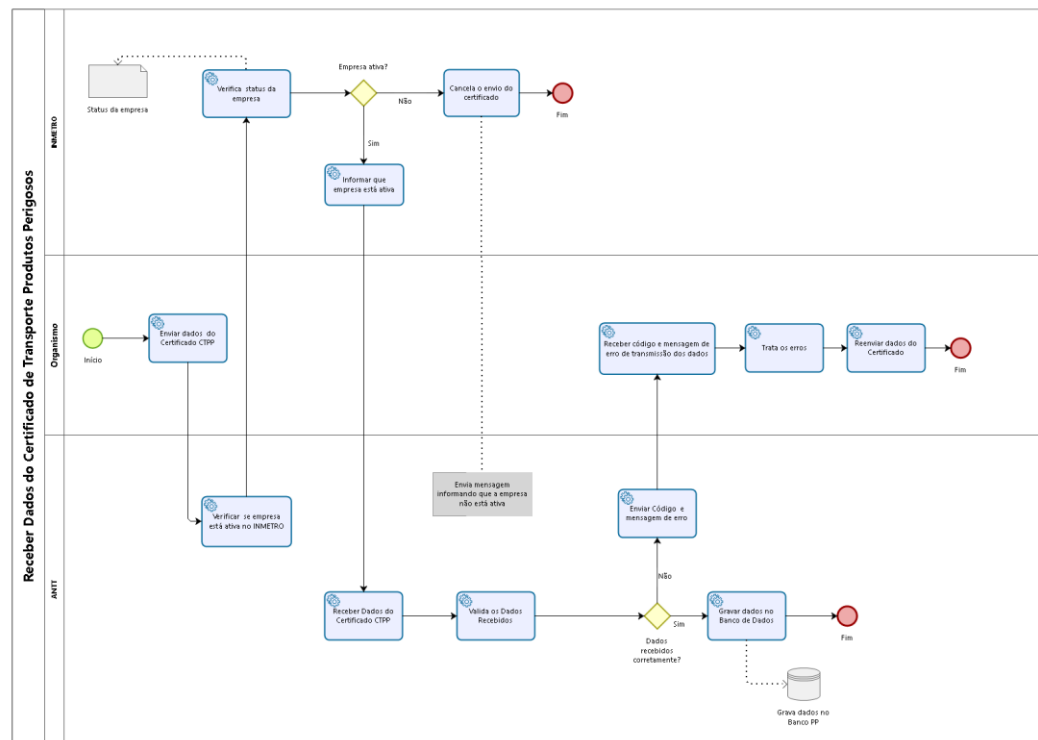 Receber Dados do Certificado de Transporte Produtos Perigosos
INMETRO
Status da empresa
Verifica status da
empresa
Empresa ativa?
Não
Sim
Cancela o envio do
certificado
Fim
Informar que
empresa está ativa
Organismo
Início
Enviar dados do
Certificado CTPP
Receber código e mensagem de
erro de transmissão dos dados
Trata os erros
Reenviar dados do
Certificado
Fim
ANTT
Verificar se empresa
está ativa no INMETRO
Envia mensagem
informando que a empresa
não está ativa
Enviar Código e
mensagem de erro
Não
Receber Dados do
Certificado CTPP
Valida os Dados
Recebidos
Dados
recebidos
corretamente?
Sim
Gravar dados no
Banco de Dados
Fim
Grava dados no
Banco PP